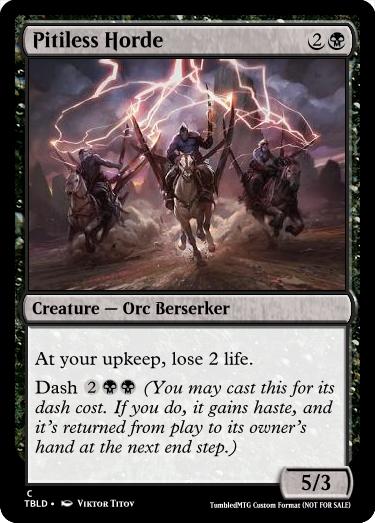 Pitiless Horde 2
Creature — Orc Berserker
At your upkeep, lose 2 life.
Dash 2 (You may cast this for its
dash cost. If you do, it gains haste, and
it's returned from play to its owner's
hand at the next end step.)
5/3
C
TBLD • Viktor Titov
TumbledMTG Custom Format (NOT FOR SALE)